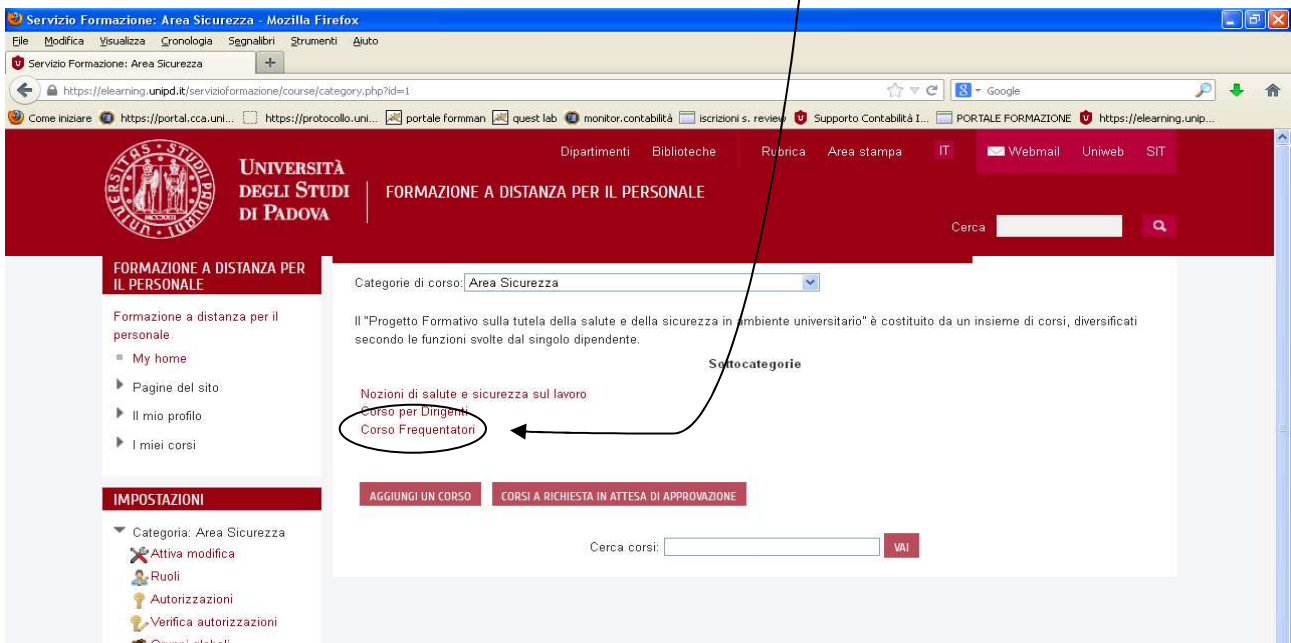 Servizio Formazione: Area Sicurezza - Mozilla Firefox
File Modifica Visualizza Cronologia Segnalibri Strumenti Aiuto
Servizio Formazione: Area Sicurezza +
https://elearning.unipd.it/servizioformazione/course/category.php?id=1
Google
Come iniziare https://portal.cca.uni... https://protocollo.uni... portale formman quest lab monitor.contabilità iscrizioni s. review Supporto Contabilità I... PORTALE FORMAZIONE https://elearning.unip...
Dipartimenti Biblioteche Rubrica Area stampa IT Webmail Uniweb SIT
UNIVERSITÀ
DEGLI STUDI
DI PADOVA
FORMAZIONE A DISTANZA PER IL PERSONALE
Cerca
FORMAZIONE A DISTANZA PER
IL PERSONALE
Formazione a distanza per il
personale
My home
Pagine del sito
Il mio profilo
I miei corsi
Categorie di corso: Area Sicurezza
Il "Progetto Formativo sulla tutela della salute e della sicurezza in ambiente universitario" è costituito da un insieme di corsi, diversificati
secondo le funzioni svolte dal singolo dipendente.
Sottocategorie
Nozioni di salute e sicurezza sul lavoro
Corso per Dirigenti
Corso Frequentatori
AGGIUNGI UN CORSO CORSI A RICHIESTA IN ATTESA DI APPROVAZIONE
Cerca corsi: VAI
IMPOSTAZIONI
Categoria: Area Sicurezza
Attiva modifica
Ruoli
Autorizzazioni
Verifica autorizzazioni